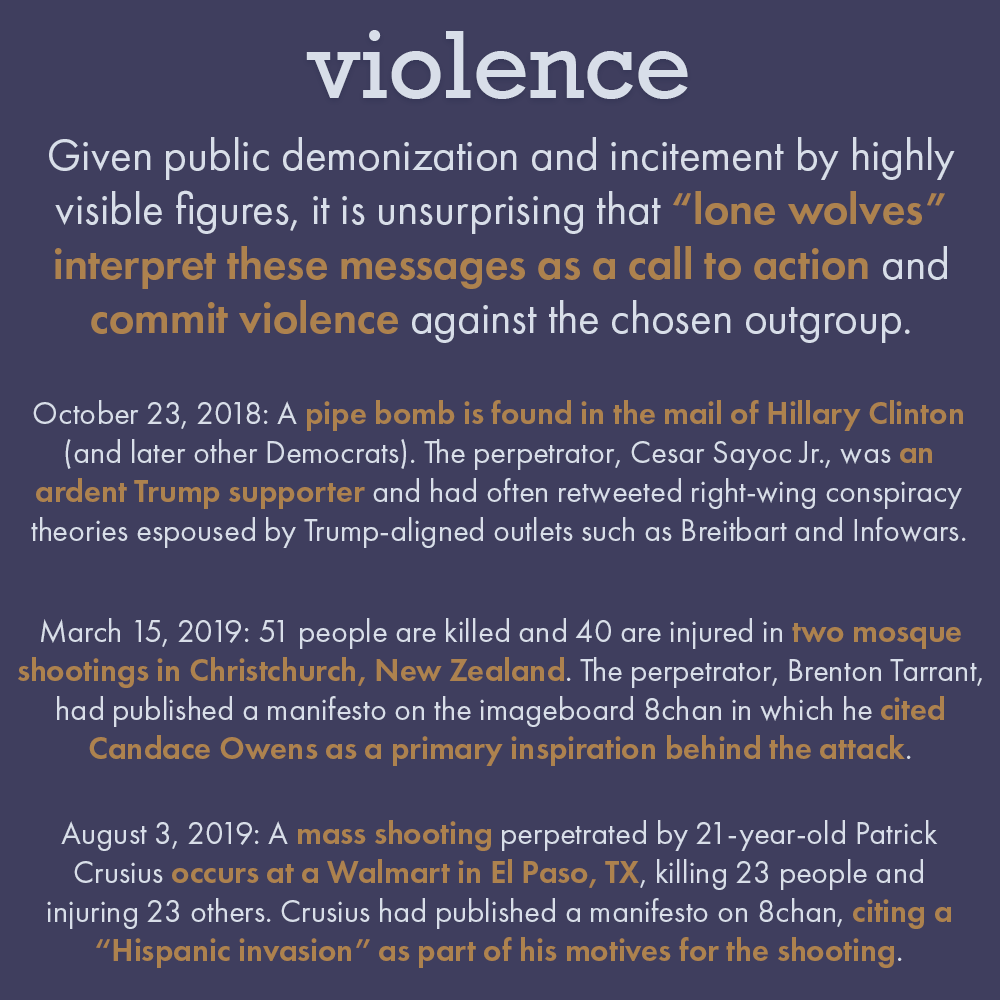 violence
Given public demonization and incitement by highly
visible figures, it is unsurprising that “lone wolves”
interpret these messages as a call to action and
commit violence against the chosen outgroup.
October 23, 2018: A pipe bomb is found in the mail of Hillary Clinton
(and later other Democrats). The perpetrator, Cesar Sayoc Jr., was an
ardent Trump supporter and had often retweeted right-wing conspiracy
theories espoused by Trump-aligned outlets such as Breitbart and Infowars.
March 15, 2019: 51 people are killed and 40 are injured in two mosque
shootings in Christchurch, New Zealand. The perpetrator, Brenton Tarrant,
had published a manifesto on the imageboard 8chan in which he cited
Candace Owens as a primary inspiration behind the attack.
August 3, 2019: A mass shooting perpetrated by 21-year-old Patrick
Crusius occurs at a Walmart in El Paso, TX, killing 23 people and
injuring 23 others. Crusius had published a manifesto on 8chan, citing a
“Hispanic invasion” as part of his motives for the shooting.